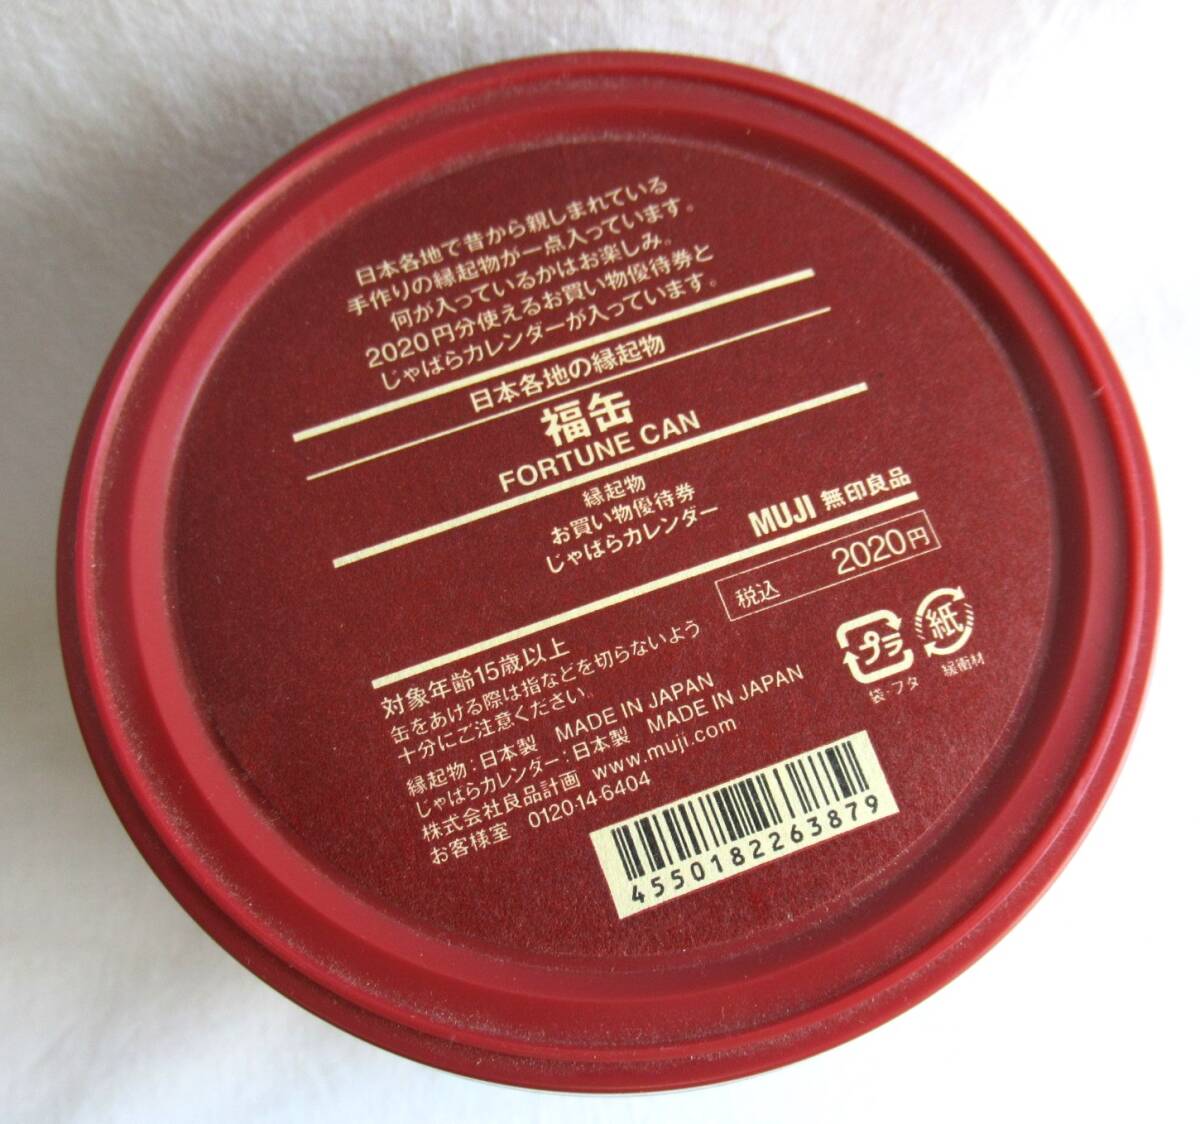 日本各地で昔から親しまれている
手作りの縁起物が一点入っています。
何が入っているかはお楽しみ。
2020円分使えるお買い物優待券と
じゃばらカレンダーが入っています。
日本各地の縁起物
福缶
FORTUNE CAN
縁起物
お買い物優待券
じゃばらカレンダー
MUJI 無印良品
税込 2020円
対象年齢15歳以上
缶をあける際は指などを切らないよう
十分にご注意ください。
縁起物:日本製 MADE IN JAPAN
じゃばらカレンダー:日本製 MADE IN JAPAN
株式会社良品計画 www.muji.com
お客様室 0120-14-6404
プラ
袋・フタ
紙
緩衝材
4550182263879